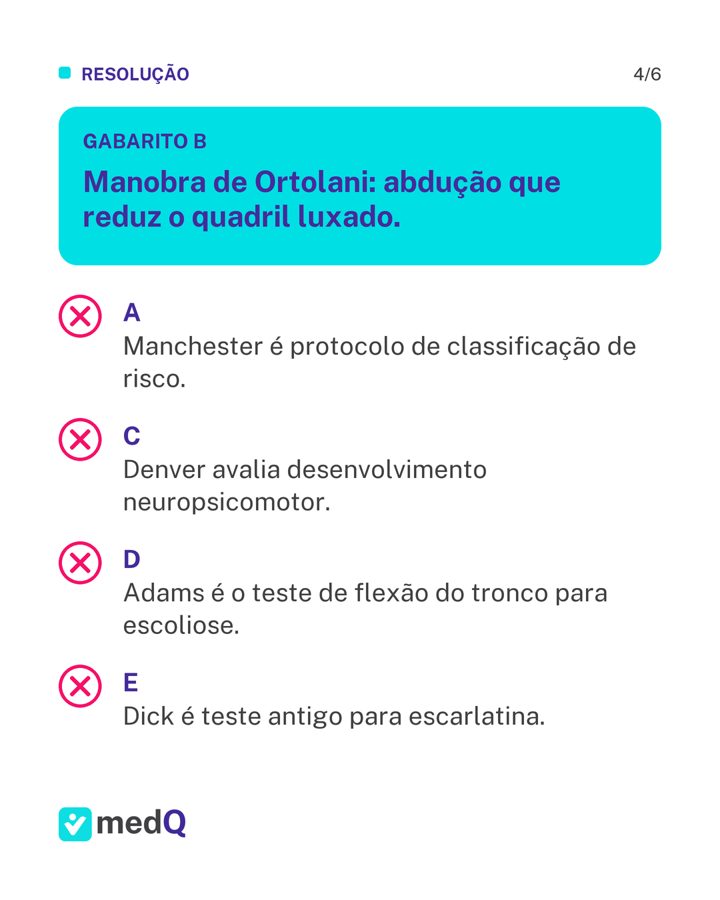 RESOLUÇÃO
4/6
GABARITO B
Manobra de Ortolani: abdução que
reduz o quadril luxado.
A
Manchester é protocolo de classificação de
risco.
C
Denver avalia desenvolvimento
neuropsicomotor.
D
Adams é o teste de flexão do tronco para
escoliose.
E
Dick é teste antigo para escarlatina.
medQ